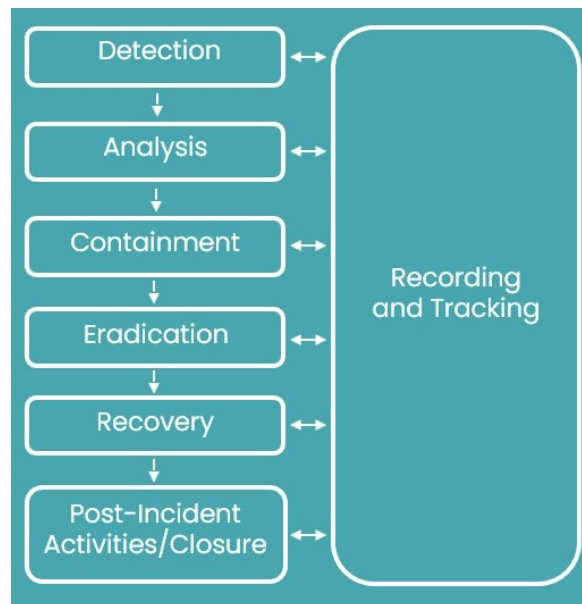 Detection
Analysis
Containment
Eradication
Recovery
Post-Incident
Activities/Closure
Recording
and Tracking